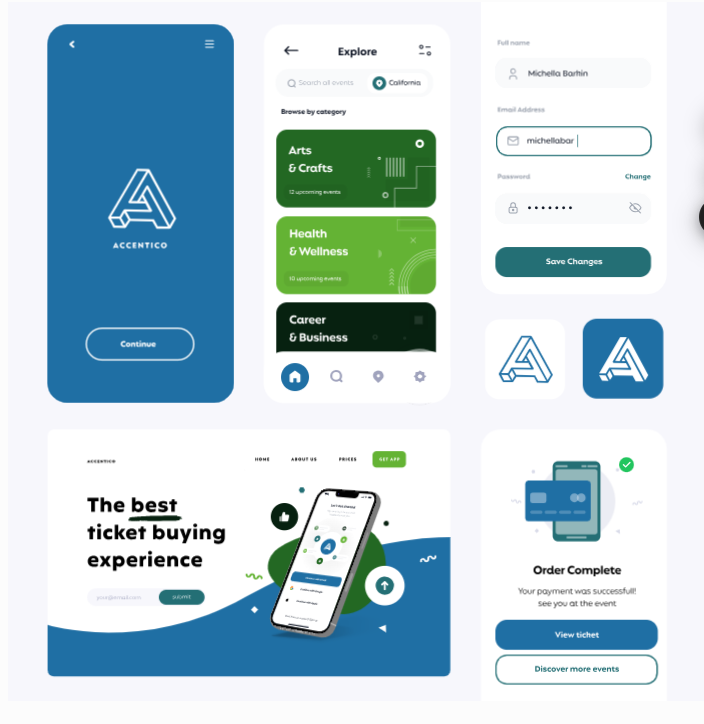 ACCENTICO
Continue
Explore
Search all events
California
Browse by category
Arts
& Crafts
12 upcoming events
Health
& Wellness
10 upcoming events
Career
& Business
Full name
Michella Barhin
Email Address
michellabar
Password
Change
Save Changes
ACCENTICO
HOME ABOUT US PRICES GET APP
The best
ticket buying
experience
your@email.com
submit
Order Complete
Your payment was successfull!
see you at the event
View ticket
Discover more events